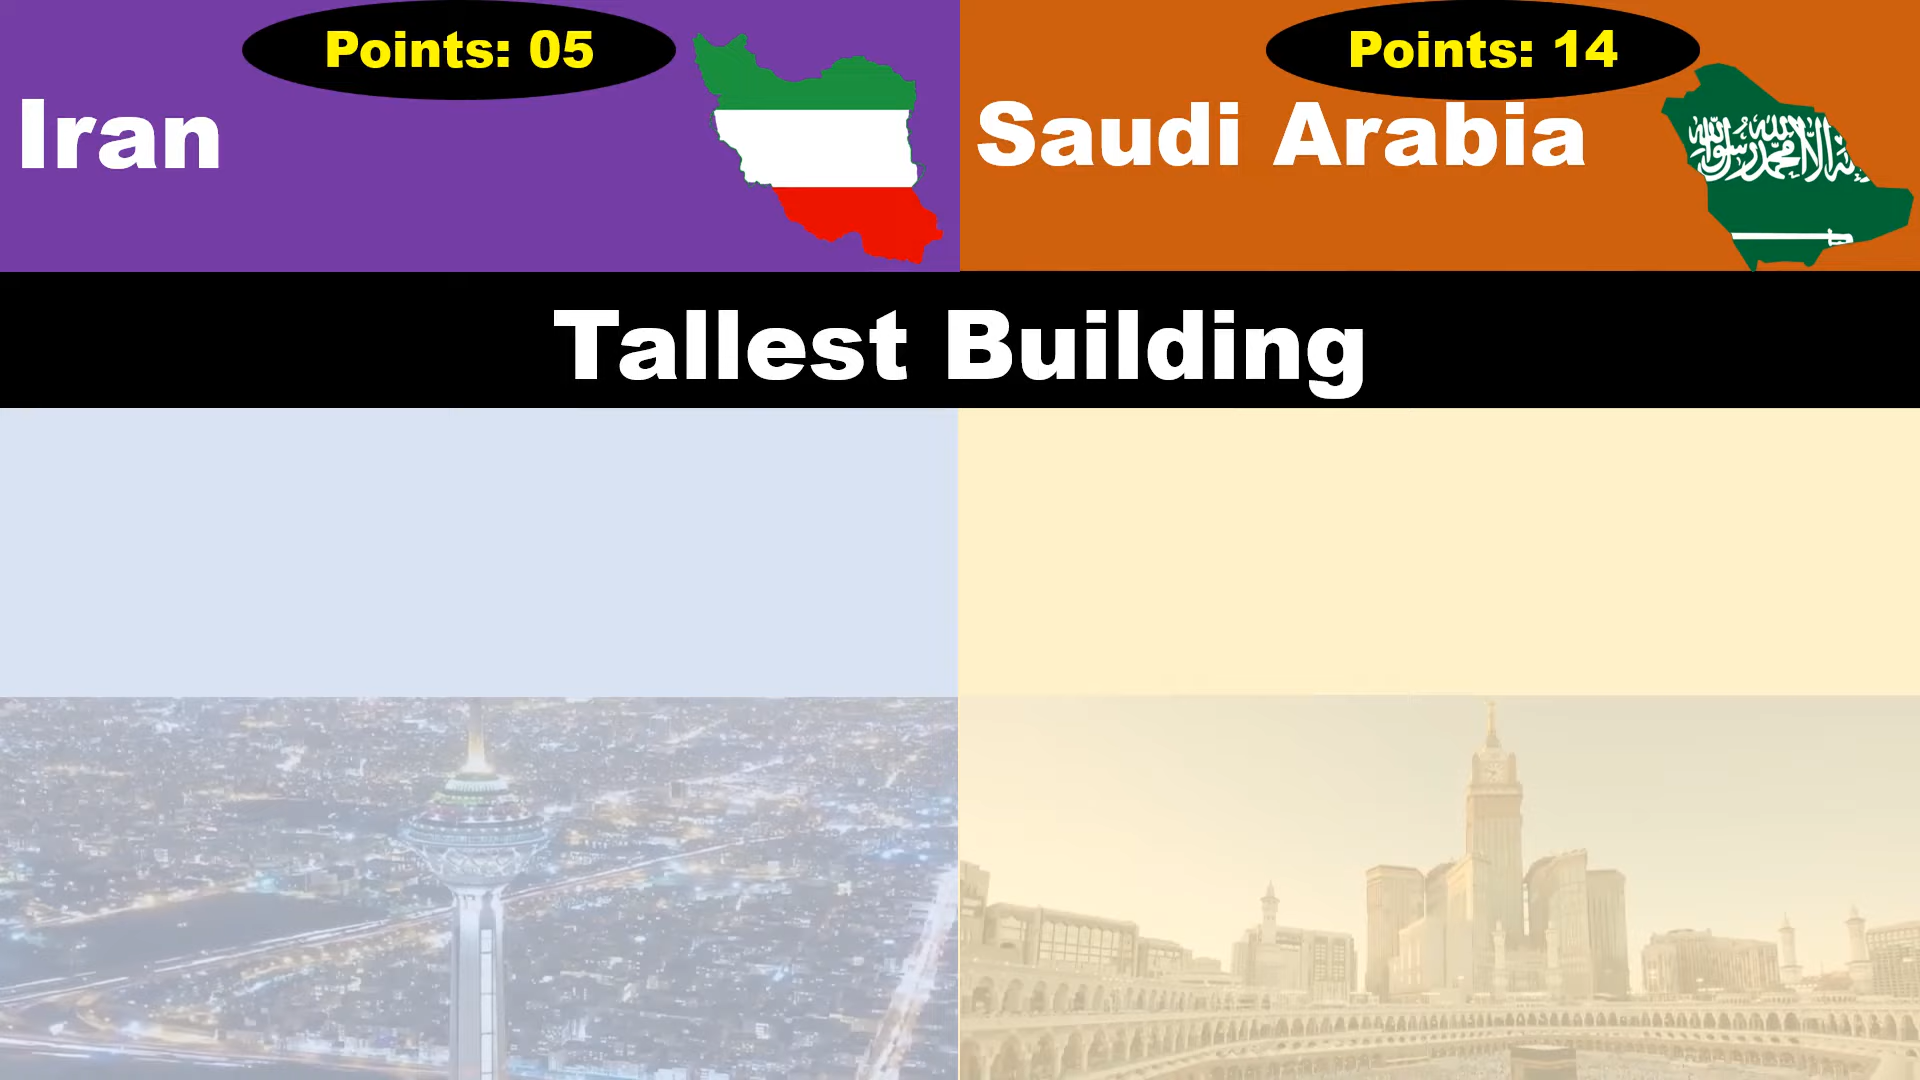 Points: 05
Iran
Points: 14
Saudi Arabia
Tallest Building